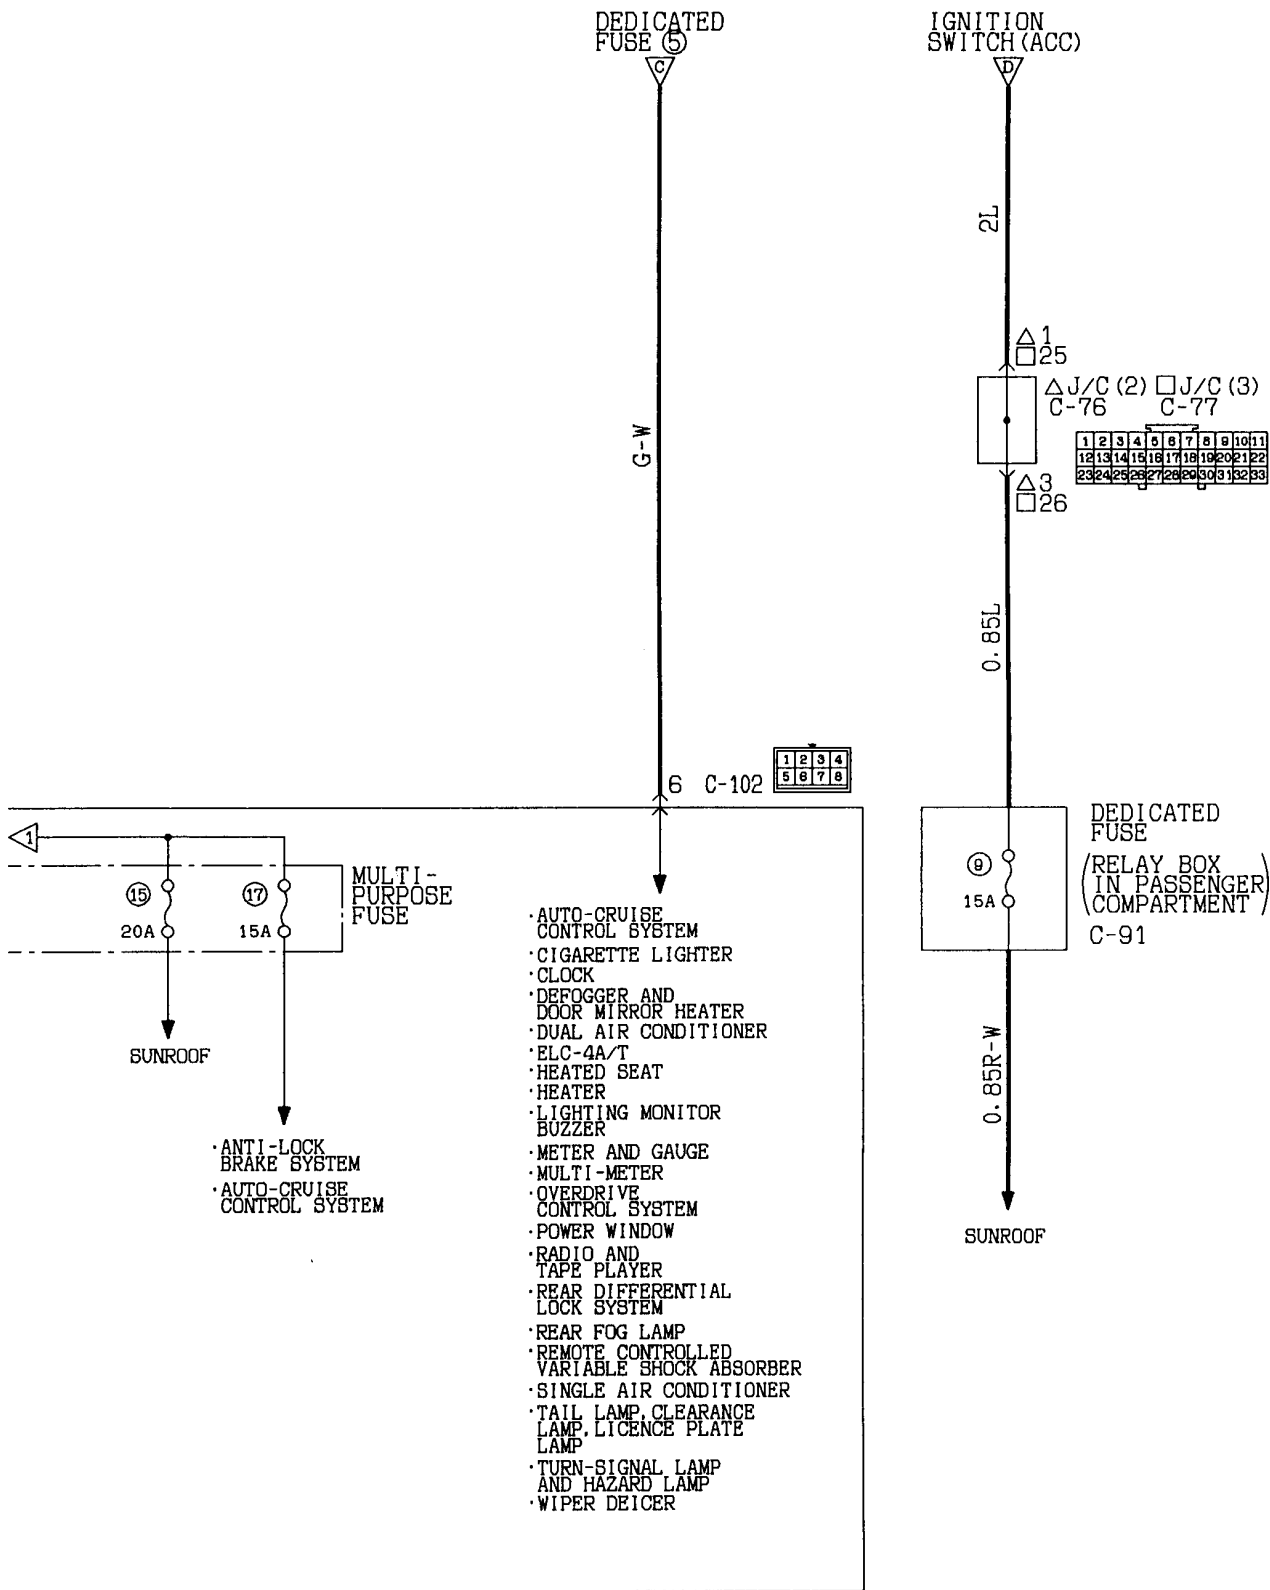 DEDICATED
FUSE ⑤
C
IGNITION
SWITCH (ACC)
D
2L
△1
□25
△J/C (2) □J/C (3)
C-76 C-77
1 2 3 4 5 6 7 8 9 10 11
12 13 14 15 16 17 18 19 20 21 22
23 24 25 26 27 28 29 30 31 32 33
G-W
△3
□26
0.85L
6 C-102
1 2 3 4
5 6 7 8
1
⑮
20A
⑰
15A
MULTI-
PURPOSE
FUSE
SUNROOF
·ANTI-LOCK
BRAKE SYSTEM
·AUTO-CRUISE
CONTROL SYSTEM
·AUTO-CRUISE
CONTROL SYSTEM
·CIGARETTE LIGHTER
·CLOCK
·DEFOGGER AND
DOOR MIRROR HEATER
·DUAL AIR CONDITIONER
·ELC-4A/T
·HEATED SEAT
·HEATER
·LIGHTING MONITOR
BUZZER
·METER AND GAUGE
·MULTI-METER
·OVERDRIVE
CONTROL SYSTEM
·POWER WINDOW
·RADIO AND
TAPE PLAYER
·REAR DIFFERENTIAL
LOCK SYSTEM
·REAR FOG LAMP
·REMOTE CONTROLLED
VARIABLE SHOCK ABSORBER
·SINGLE AIR CONDITIONER
·TAIL LAMP,CLEARANCE
LAMP,LICENCE PLATE
LAMP
·TURN-SIGNAL LAMP
AND HAZARD LAMP
·WIPER DEICER
⑨
15A
DEDICATED
FUSE
(RELAY BOX
IN PASSENGER
COMPARTMENT)
C-91
0.85R-W
SUNROOF